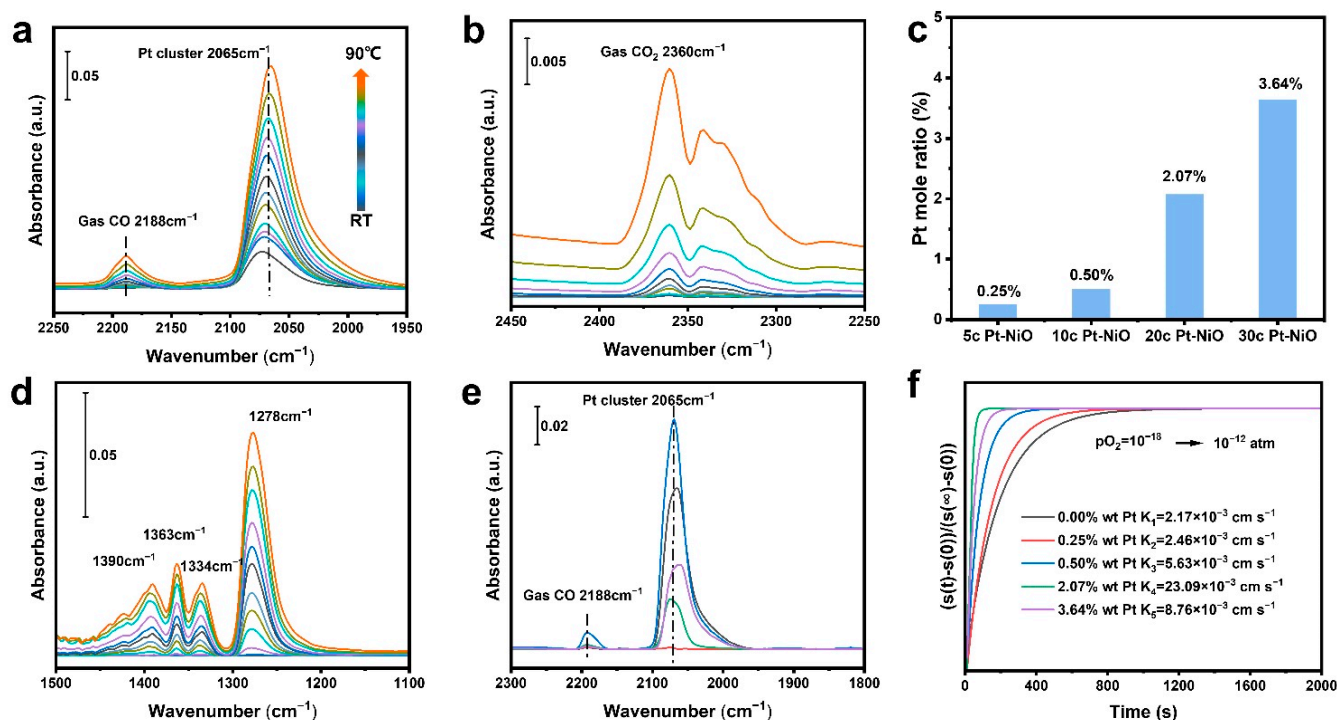 a
90℃
Pt cluster 2065cm⁻¹
0.05
Gas CO 2188cm⁻¹
RT
Absorbance (a.u.)
2250 2200 2150 2100 2050 2000 1950
Wavenumber (cm⁻¹)
b
0.005
Gas CO₂ 2360cm⁻¹
Absorbance (a.u.)
2450 2400 2350 2300 2250
Wavenumber (cm⁻¹)
c
Pt mole ratio (%)
5
4
3
2
1
0
0.25%
0.50%
2.07%
3.64%
5c Pt-NiO 10c Pt-NiO 20c Pt-NiO 30c Pt-NiO
d
0.05
1278cm⁻¹
1363cm⁻¹
1390cm⁻¹
1334cm⁻¹
Absorbance (a.u.)
1500 1400 1300 1200 1100
Wavenumber (cm⁻¹)
e
Pt cluster 2065cm⁻¹
0.02
Gas CO 2188cm⁻¹
Absorbance (a.u.)
2300 2200 2100 2000 1900 1800
Wavenumber (cm⁻¹)
f
(s(t)-s(0))/(s(∞)-s(0))
pO₂=10⁻¹⁸ → 10⁻¹² atm
0.00% wt Pt K₁=2.17×10⁻³ cm s⁻¹
0.25% wt Pt K₂=2.46×10⁻³ cm s⁻¹
0.50% wt Pt K₃=5.63×10⁻³ cm s⁻¹
2.07% wt Pt K₄=23.09×10⁻³ cm s⁻¹
3.64% wt Pt K₅=8.76×10⁻³ cm s⁻¹
0 400 800 1200 1600 2000
Time (s)